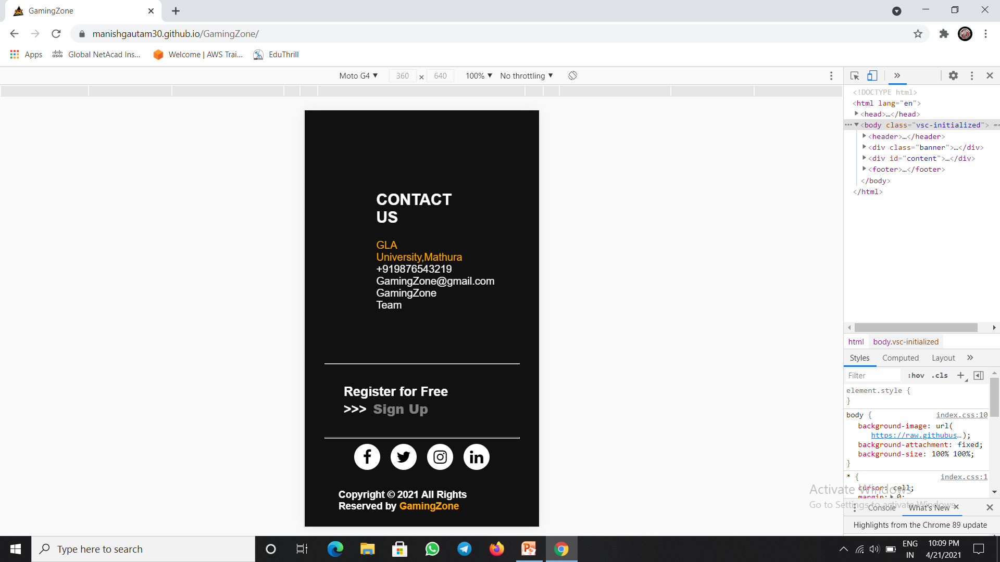 GamingZone
manishgautam30.github.io/GamingZone/
Apps
Global NetAcad Ins...
Welcome | AWS Trai...
EduThrill
Moto G4 ▼ 360 × 640 100% ▼ No throttling ▼
<!DOCTYPE html>
<html lang="en">
<head>…</head>
<body class="vsc-initialized"> ==
<header>…</header>
<div class="banner">…</div>
<div id="content">…</div>
<footer>…</footer>
</body>
</html>
CONTACT
US
GLA
University,Mathura
+919876543219
GamingZone@gmail.com
GamingZone
Team
Register for Free
>>> Sign Up
Copyright © 2021 All Rights
Reserved by GamingZone
html body.vsc-initialized
Styles Computed Layout »
Filter :hov .cls +
element.style {
}
body { index.css:10
background-image: url(
https://raw.githubus…);
background-attachment: fixed;
background-size: 100% 100%;
}
* { index.css:1
cursor: cell;
margin: 0;
Activate Windows
Go to Settings to activate Windows.
Console What's New ×
Highlights from the Chrome 89 update
Type here to search
ENG
IN
10:09 PM
4/21/2021